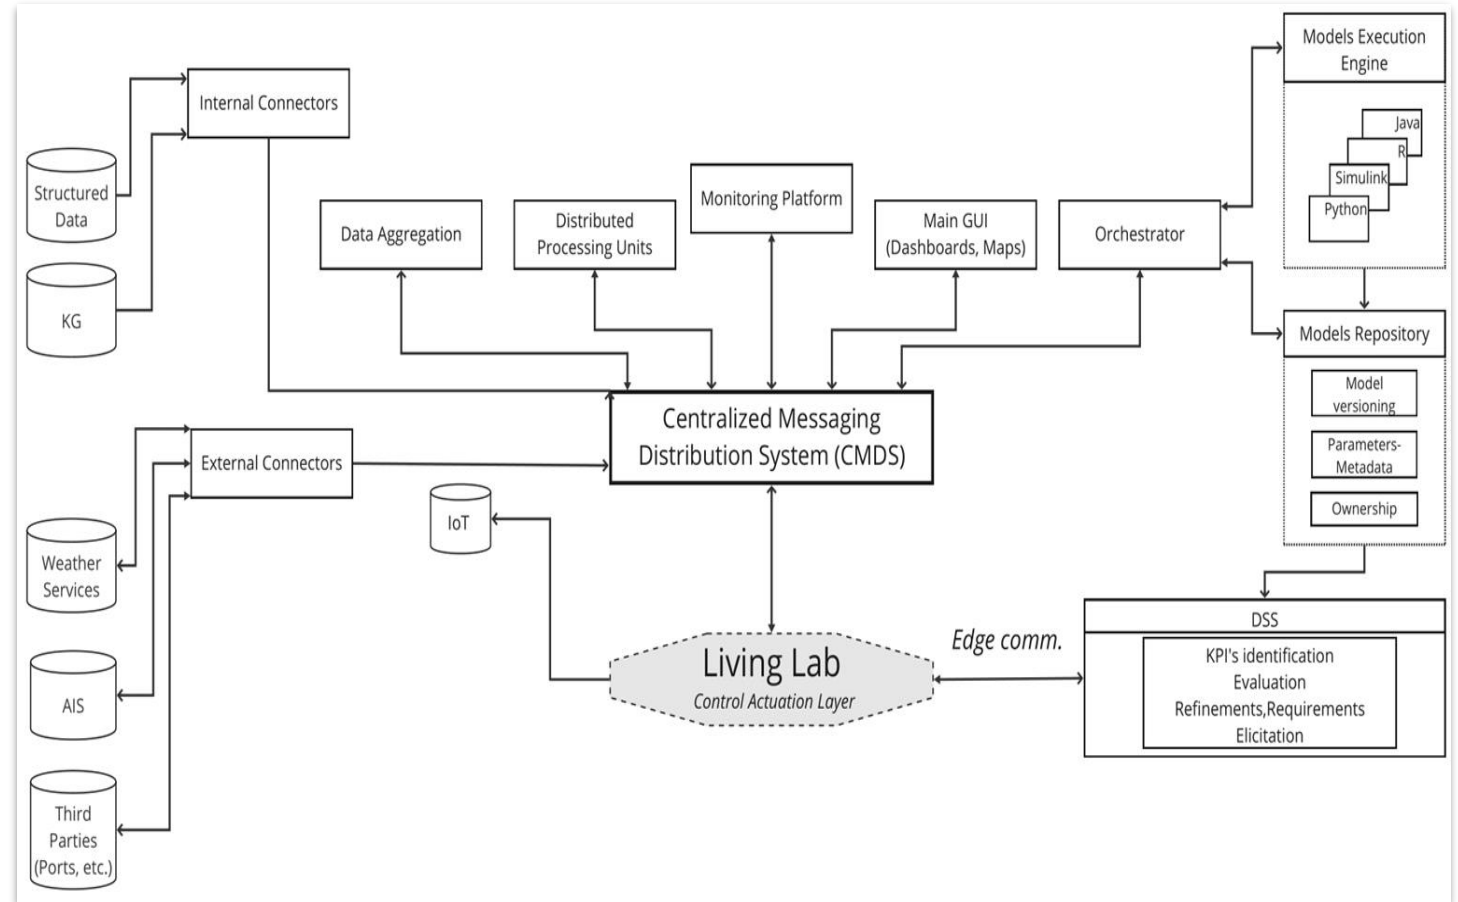 Models Execution
Engine
Internal Connectors
Java
R
Simulink
Python
Structured
Data
Monitoring Platform
Data Aggregation
Distributed
Processing Units
Main GUI
(Dashboards, Maps)
Orchestrator
KG
Models Repository
Model
versioning
Parameters-
Metadata
Ownership
Centralized Messaging
Distribution System (CMDS)
External Connectors
IoT
Weather
Services
DSS
KPI's identification
Evaluation
Refinements,Requirements
Elicitation
Edge comm.
Living Lab
Control Actuation Layer
AIS
Third
Parties
(Ports, etc.)